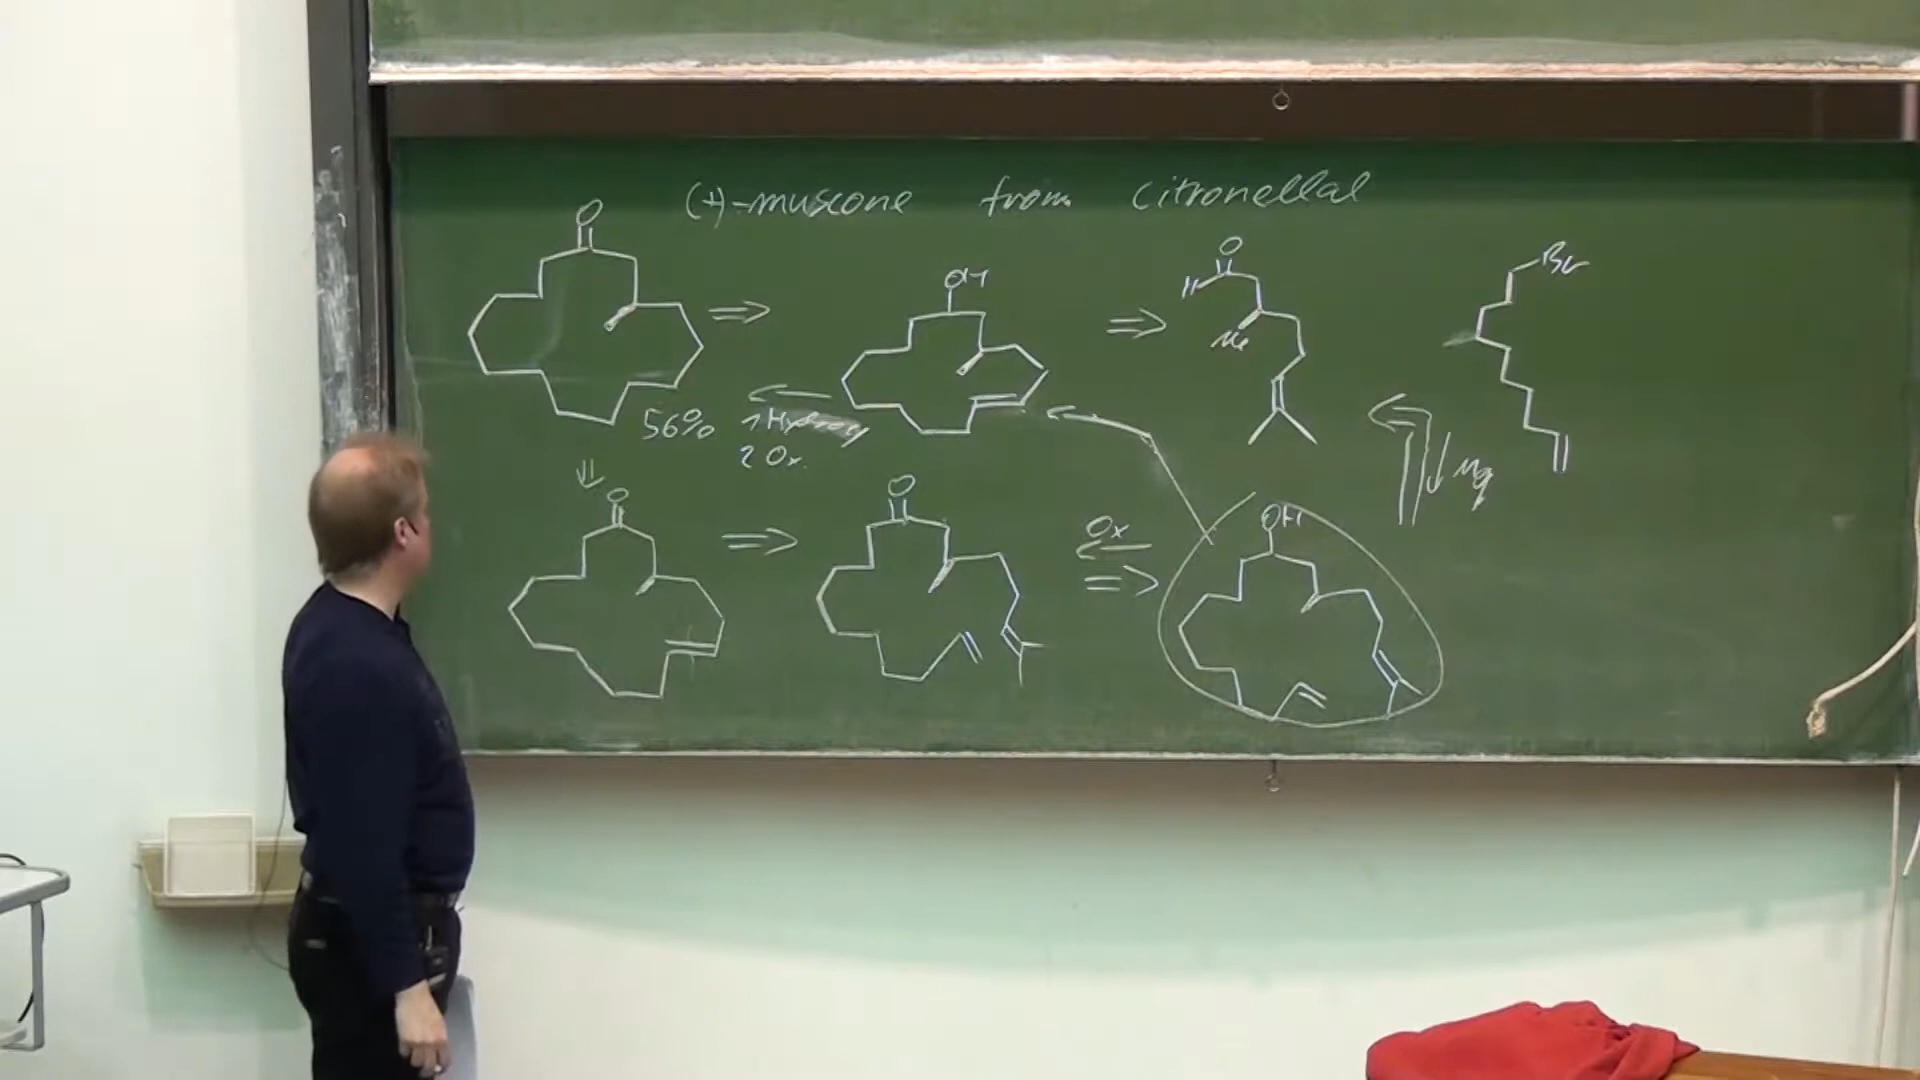 (+)-muscone from citronellal
O
OH
O
H
Me
Br
56%
1 Hydrog
2 Ox.
Mg
O
O
Ox
OH